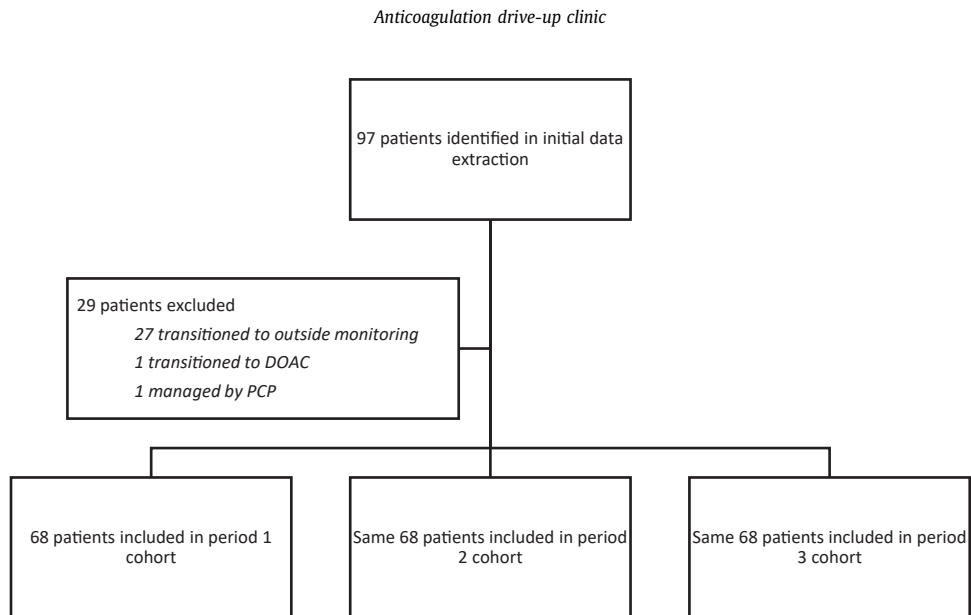 Anticoagulation drive-up clinic
97 patients identified in initial data
extraction
29 patients excluded
27 transitioned to outside monitoring
1 transitioned to DOAC
1 managed by PCP
68 patients included in period 1
cohort
Same 68 patients included in period
2 cohort
Same 68 patients included in period
3 cohort